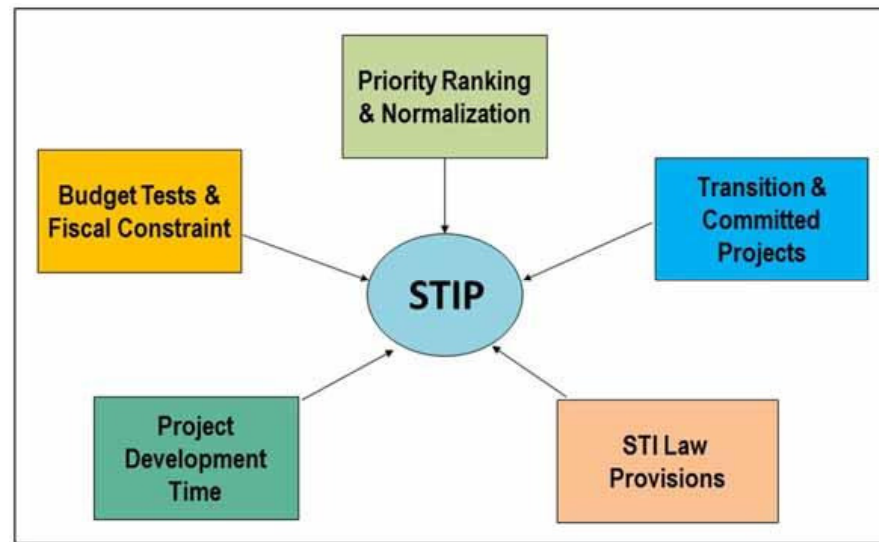 Priority Ranking
& Normalization
Budget Tests &
Fiscal Constraint
Transition &
Committed
Projects
STIP
Project
Development
Time
STI Law
Provisions